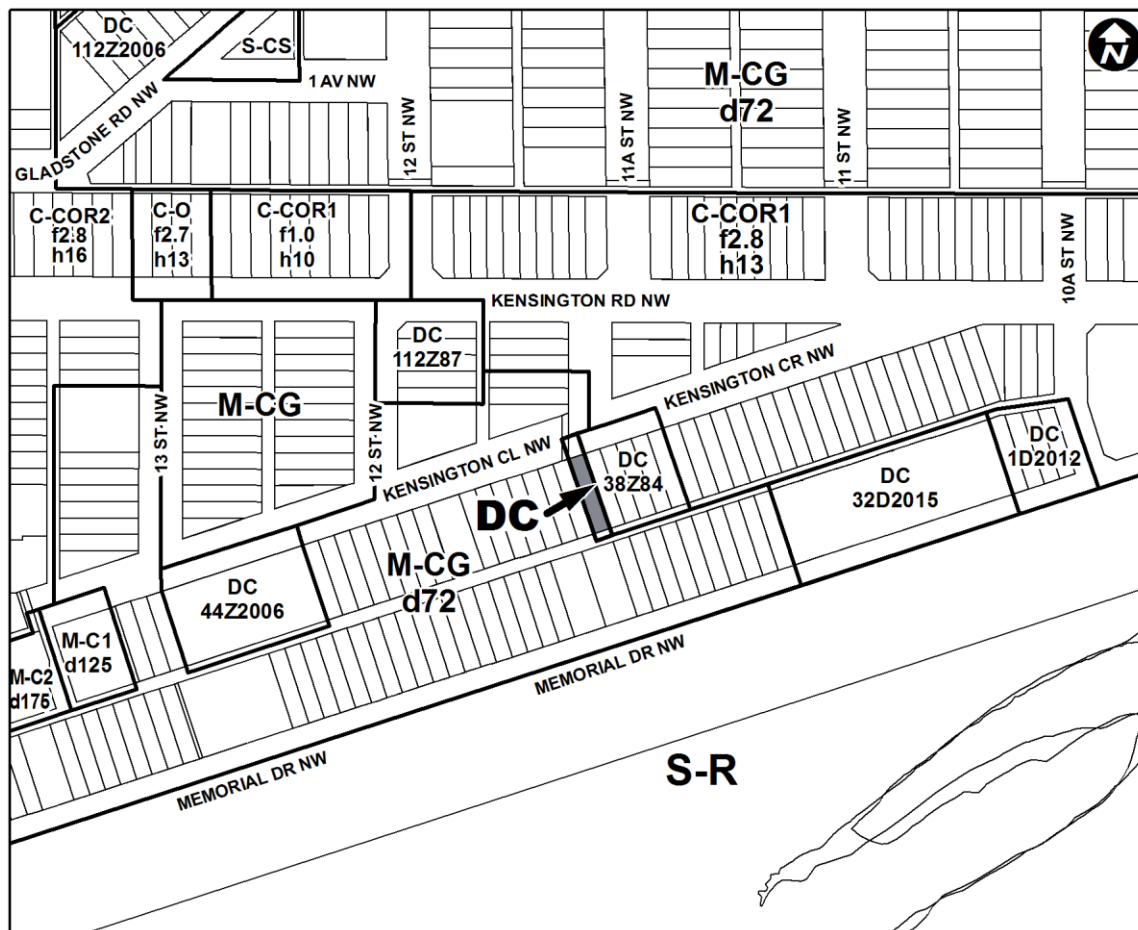 DC
112Z2006
S-CS
N
1 AV NW
M-CG
d72
GLADSTONE RD NW
12 ST NW
11A ST NW
11 ST NW
C-COR2
f2.8
h16
C-O
f2.7
h13
C-COR1
f1.0
h10
C-COR1
f2.8
h13
10A ST NW
KENSINGTON RD NW
DC
112Z87
M-CG
13 ST NW
12 ST NW
KENSINGTON CR NW
KENSINGTON CL NW
DC
38Z84
DC
DC
1D2012
DC
32D2015
M-CG
d72
DC
44Z2006
M-C1
d125
M-C2
d175
MEMORIAL DR NW
MEMORIAL DR NW
S-R